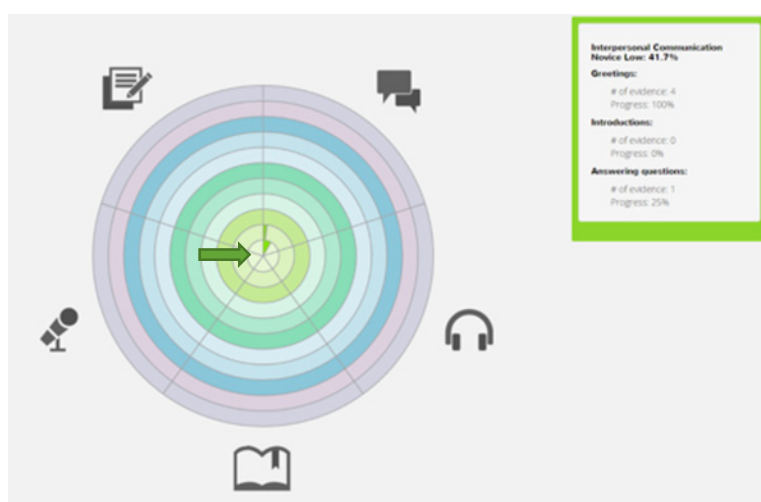 Interpersonal Communication
Novice Low: 41.7%
Greetings:
# of evidence: 4
Progress: 100%
Introductions:
# of evidence: 0
Progress: 0%
Answering questions:
# of evidence: 1
Progress: 25%